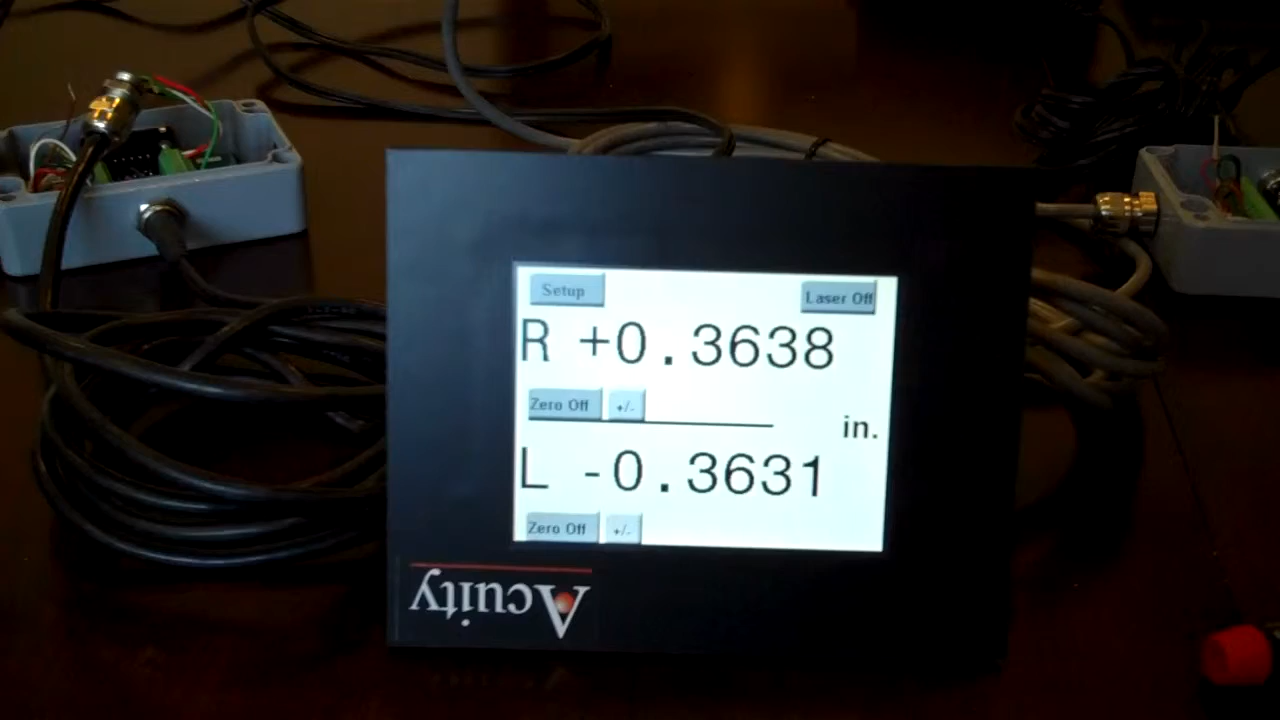 Setup
Laser Off
R +0.3638
Zero Off +/-
in.
L -0.3631
Zero Off +/-
Acuity